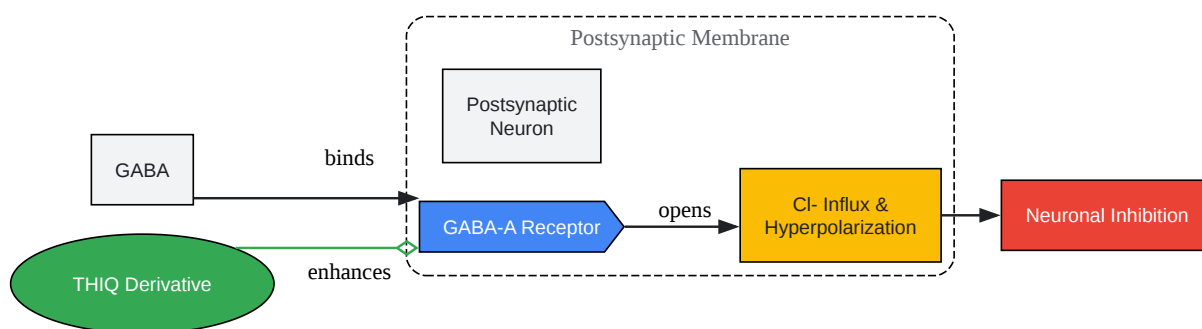 Postsynaptic Membrane
Postsynaptic
Neuron
GABA
binds
GABA-A Receptor
opens
Cl- Influx &
Hyperpolarization
Neuronal Inhibition
enhances
THIQ Derivative